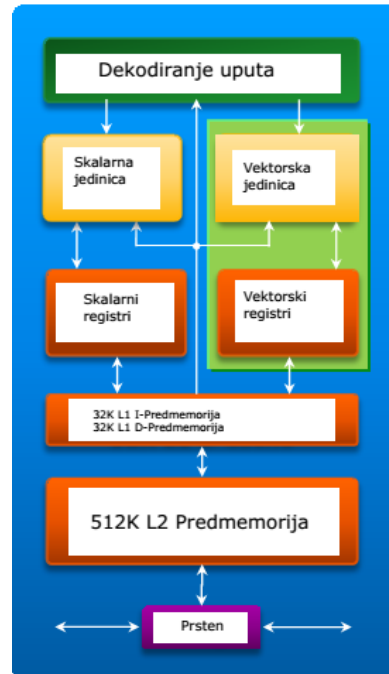 Dekodiranje uputa
Skalarna
jedinica
Vektorska
jedinica
Skalarni
registri
Vektorski
registri
32K L1 I-Predmemorija
32K L1 D-Predmemorija
512K L2 Predmemorija
Prsten